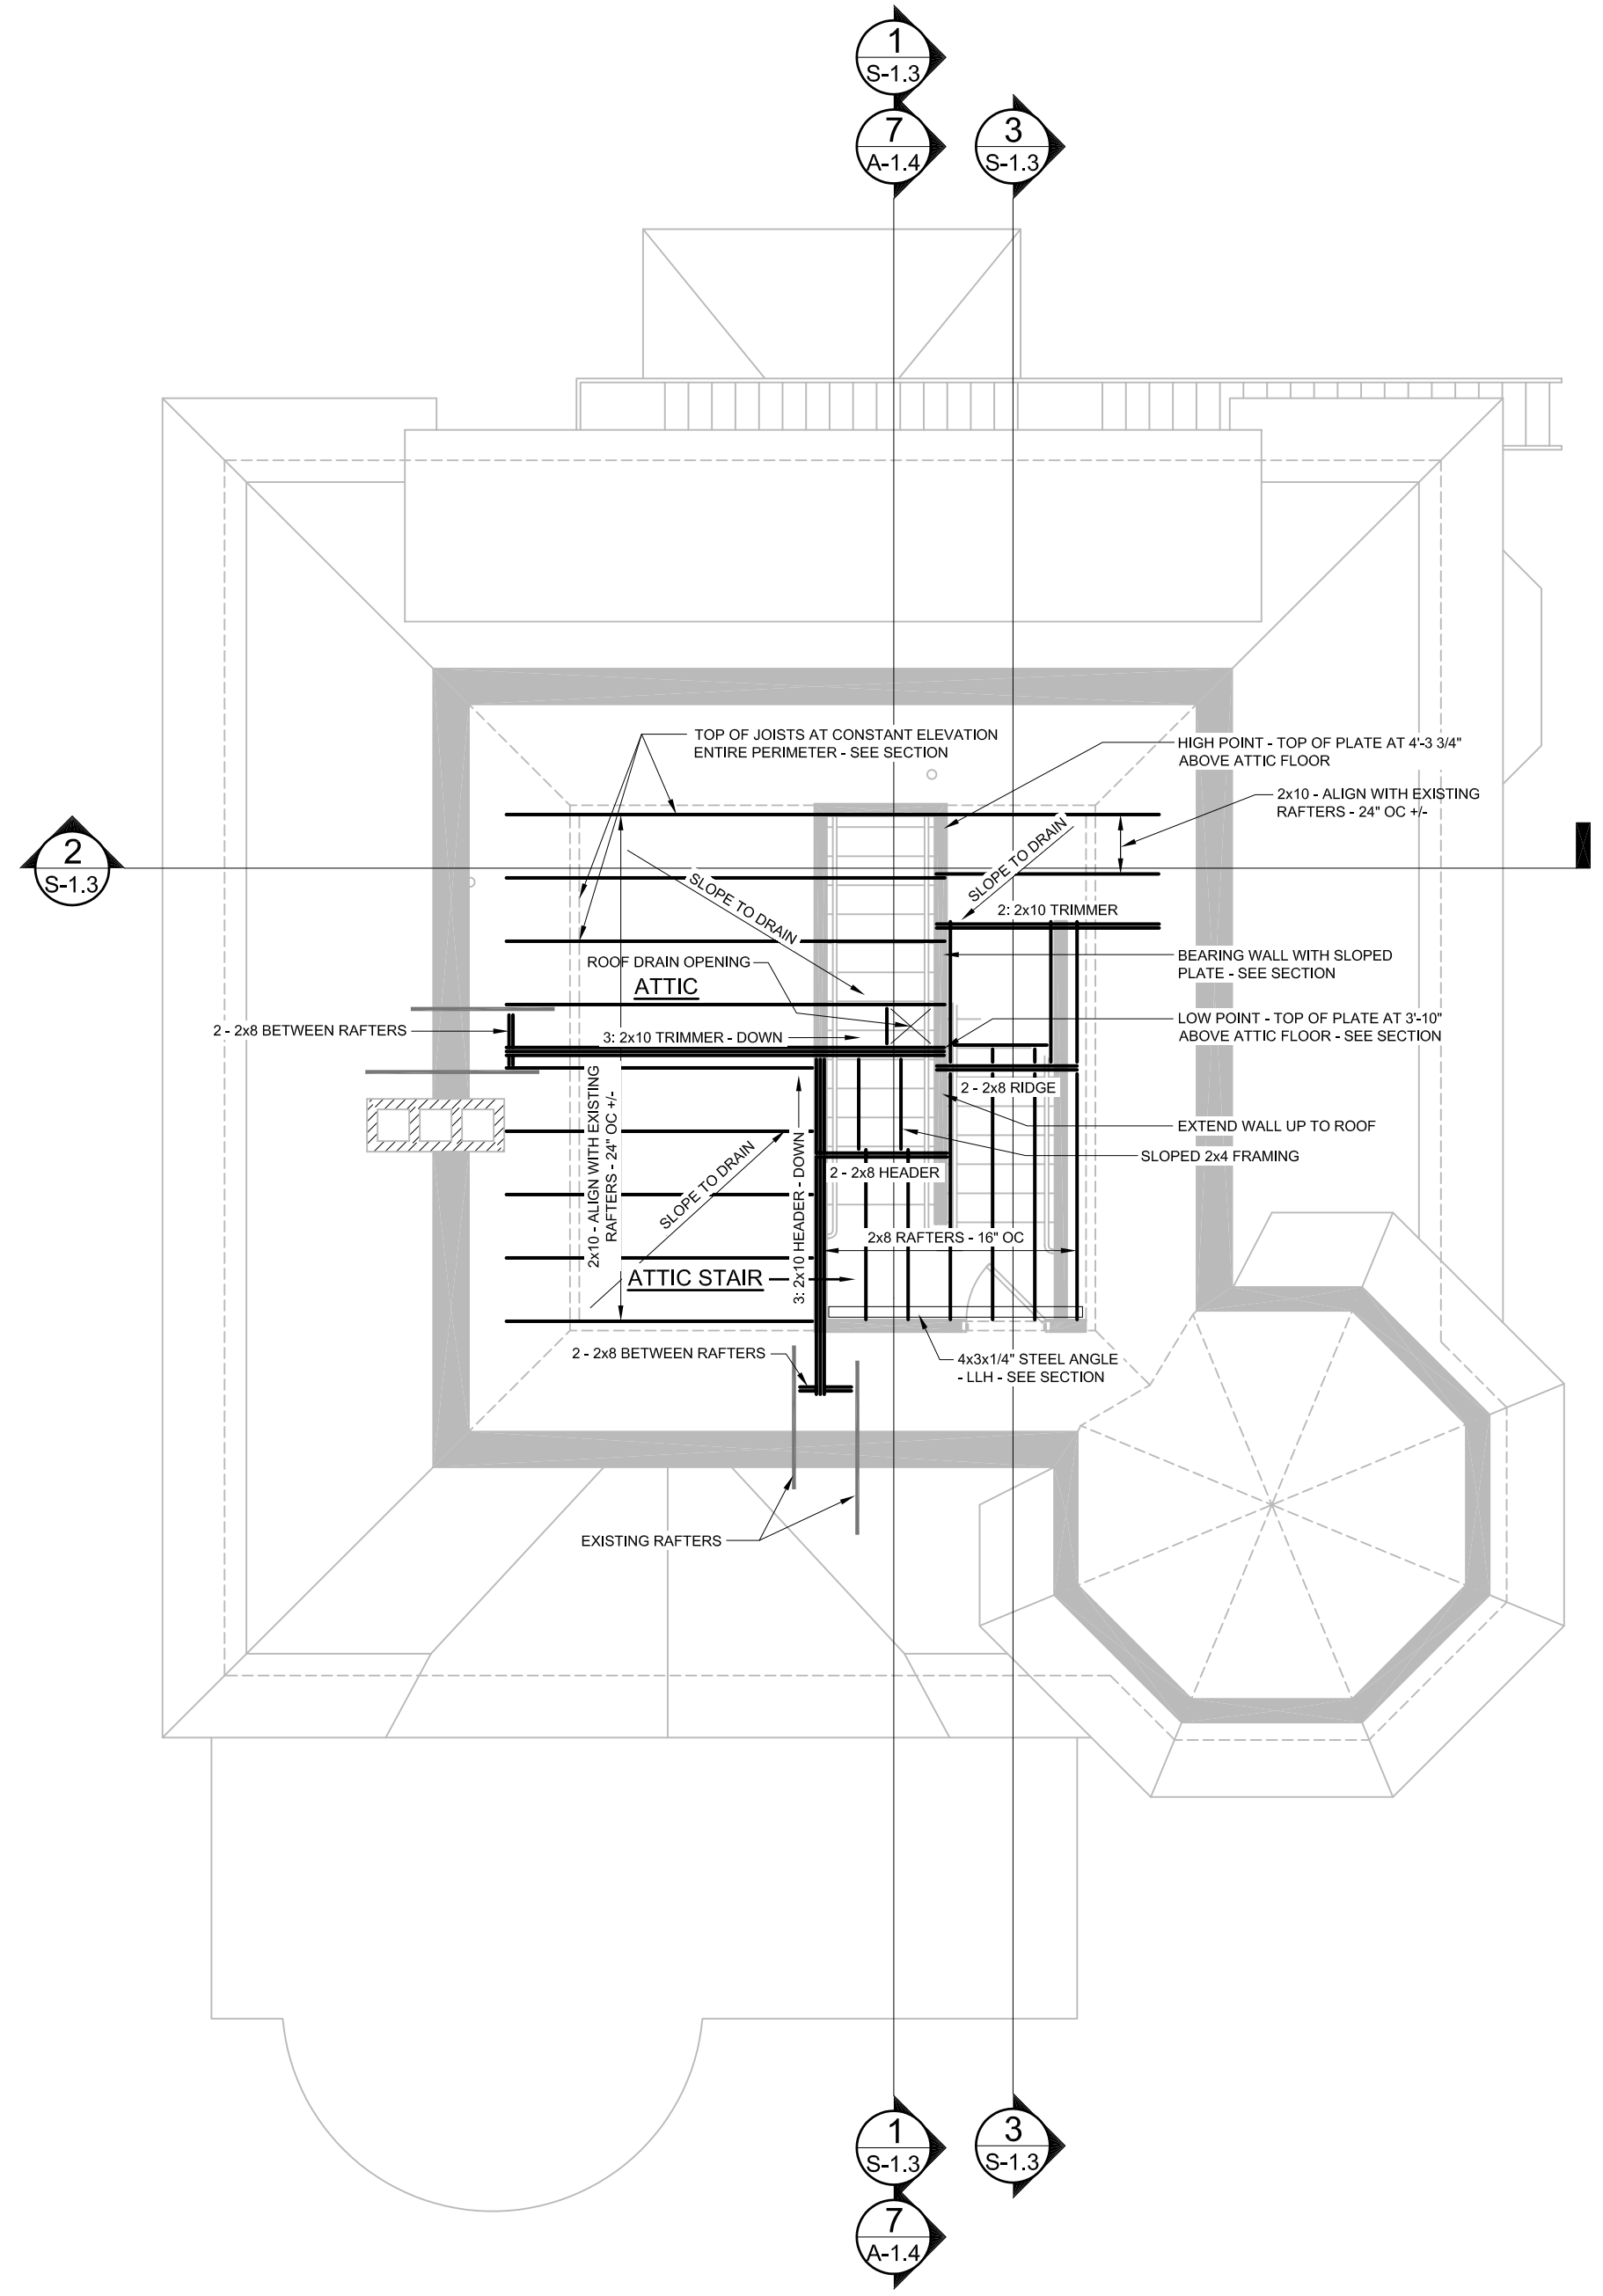 1
S-1.3
7
A-1.4
3
S-1.3
TOP OF JOISTS AT CONSTANT ELEVATION
ENTIRE PERIMETER - SEE SECTION
HIGH POINT - TOP OF PLATE AT 4'-3 3/4"
ABOVE ATTIC FLOOR
2x10 - ALIGN WITH EXISTING
RAFTERS - 24" OC +/-
2
S-1.3
SLOPE TO DRAIN
SLOPE TO DRAIN
2: 2x10 TRIMMER
ROOF DRAIN OPENING
ATTIC
BEARING WALL WITH SLOPED
PLATE - SEE SECTION
2 - 2x8 BETWEEN RAFTERS
3: 2x10 TRIMMER - DOWN
LOW POINT - TOP OF PLATE AT 3'-10"
ABOVE ATTIC FLOOR - SEE SECTION
2 - 2x8 RIDGE
EXTEND WALL UP TO ROOF
SLOPED 2x4 FRAMING
2 - 2x8 HEADER
2x10 - ALIGN WITH EXISTING
RAFTERS - 24" OC +/-
SLOPE TO DRAIN
3: 2x10 HEADER - DOWN
2x8 RAFTERS - 16" OC
ATTIC STAIR
2 - 2x8 BETWEEN RAFTERS
4x3x1/4" STEEL ANGLE
- LLH - SEE SECTION
EXISTING RAFTERS
1
S-1.3
3
S-1.3
7
A-1.4